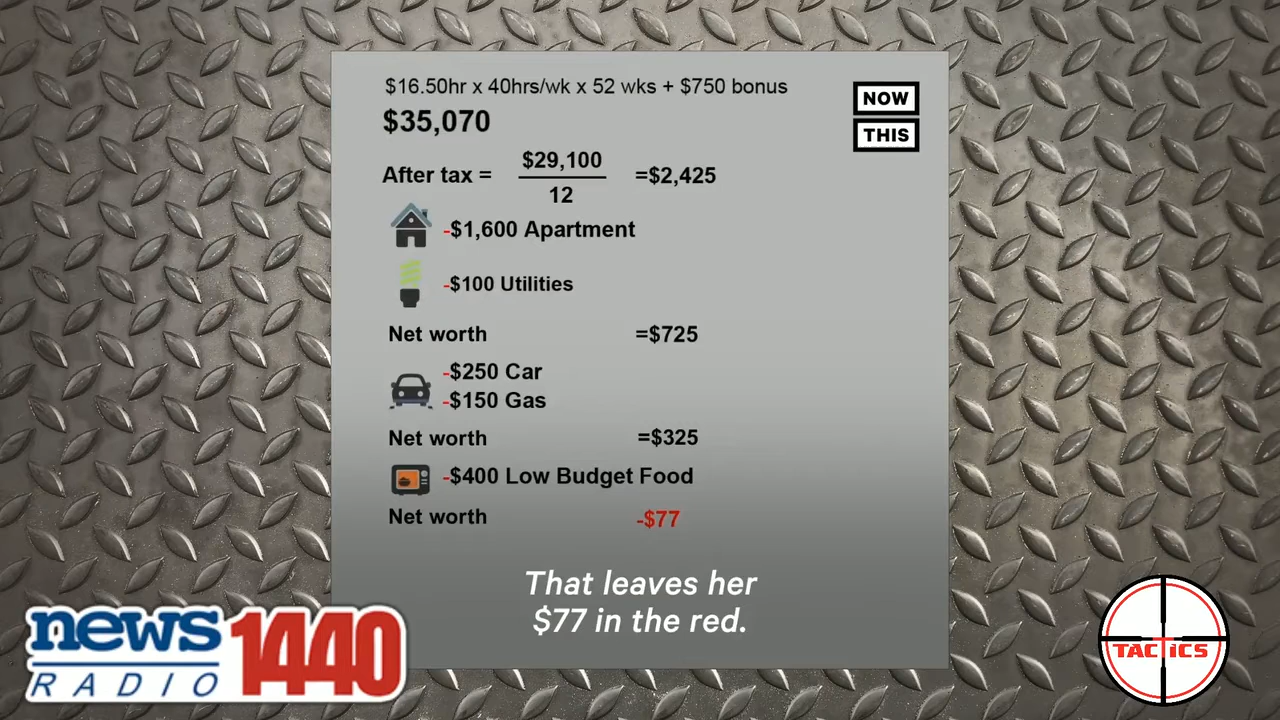 $16.50hr x 40hrs/wk x 52 wks + $750 bonus
$35,070
NOW
THIS
After tax = $29,100 =$2,425
12
-$1,600 Apartment
-$100 Utilities
Net worth =$725
-$250 Car
-$150 Gas
Net worth =$325
-$400 Low Budget Food
Net worth -$77
That leaves her
$77 in the red.
news 1440
RADIO
TACTICS